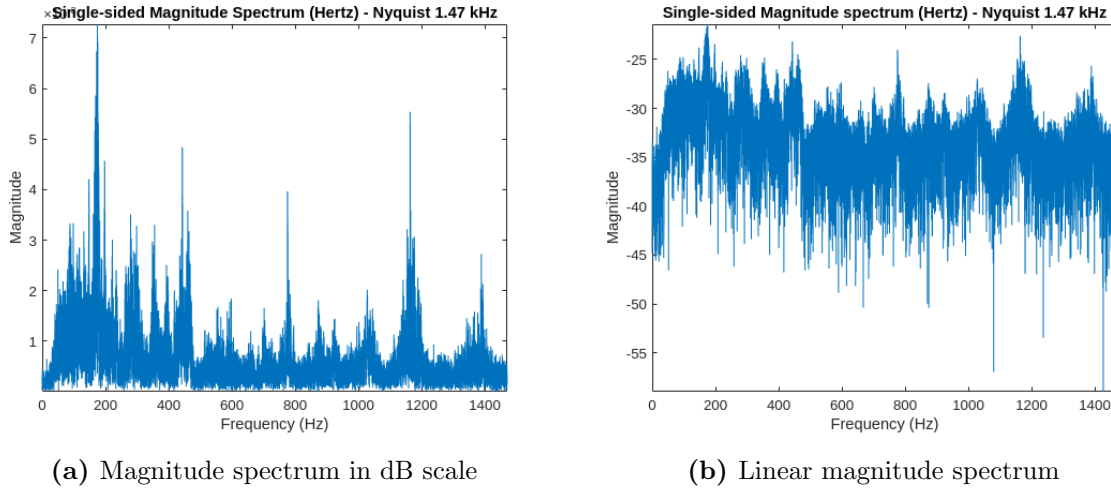 Single-sided Magnitude Spectrum (Hertz) - Nyquist 1.47 kHz
7
6
5
4
3
2
1
Magnitude
0 200 400 600 800 1000 1200 1400
Frequency (Hz)
(a) Magnitude spectrum in dB scale
Single-sided Magnitude spectrum (Hertz) - Nyquist 1.47 kHz
-25
-30
-35
-40
-45
-50
-55
Magnitude
0 200 400 600 800 1000 1200 1400
Frequency (Hz)
(b) Linear magnitude spectrum